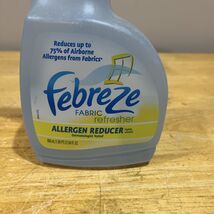 Reduces up to
75% of Airborne
Allergens from Fabrics*
Febreze
FABRIC
refresher
ALLERGEN REDUCER